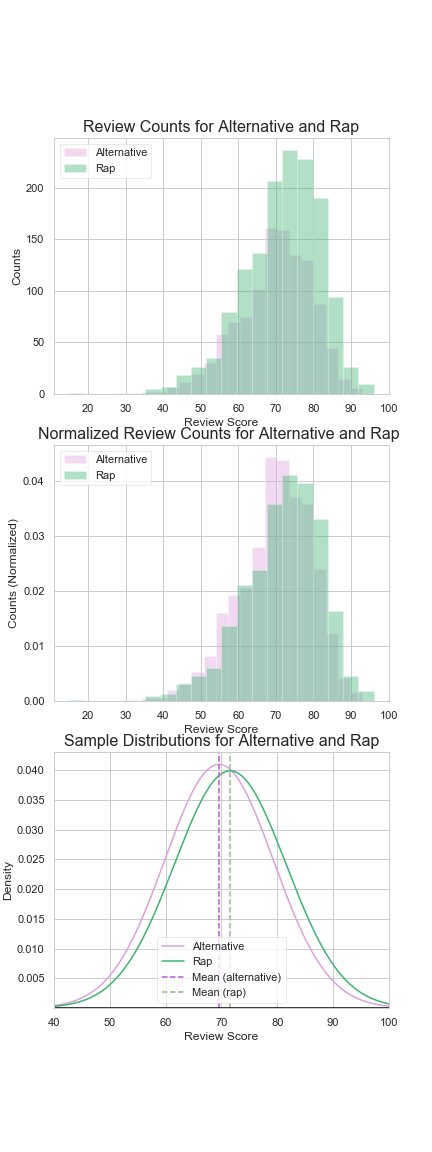 Review Counts for Alternative and Rap
Alternative
Rap
200
150
100
50
0
Counts
20 30 40 50 60 70 80 90 100
Review Score
Normalized Review Counts for Alternative and Rap
Alternative
Rap
0.04
0.03
0.02
0.01
0.00
Counts (Normalized)
20 30 40 50 60 70 80 90 100
Review Score
Sample Distributions for Alternative and Rap
0.040
0.035
0.030
0.025
0.020
0.015
0.010
0.005
Density
Alternative
Rap
Mean (alternative)
Mean (rap)
40 50 60 70 80 90 100
Review Score